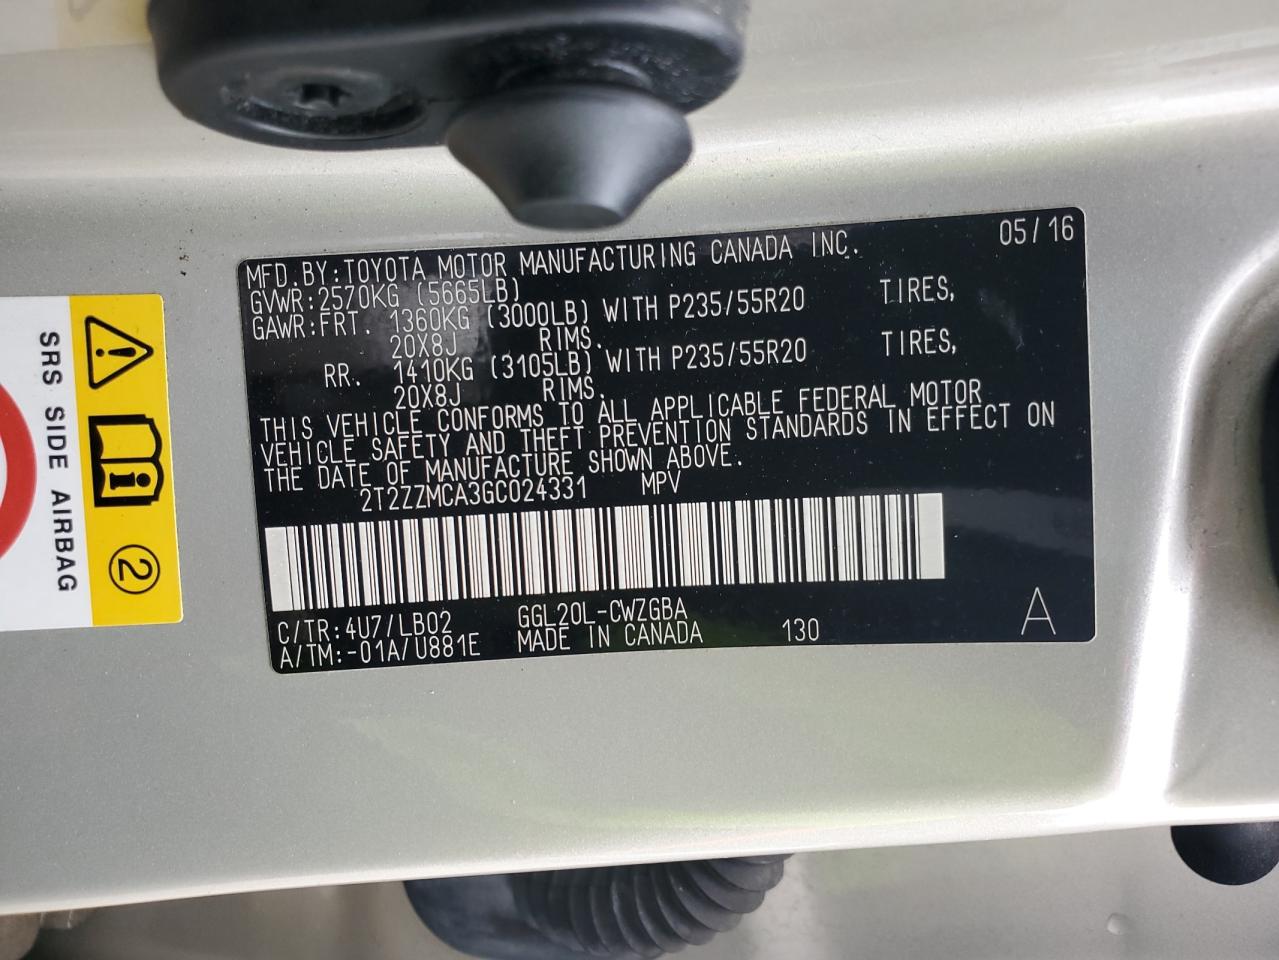 MFD.BY:TOYOTA MOTOR MANUFACTURING CANADA INC. 05/16
GVWR:2570KG (5665LB)
GAWR:FRT. 1360KG (3000LB) WITH P235/55R20 TIRES,
20X8J RIMS.
RR. 1410KG (3105LB) WITH P235/55R20 TIRES,
20X8J RIMS.
THIS VEHICLE CONFORMS TO ALL APPLICABLE FEDERAL MOTOR
VEHICLE SAFETY AND THEFT PREVENTION STANDARDS IN EFFECT ON
THE DATE OF MANUFACTURE SHOWN ABOVE.
2T2ZZMCA3GC024331 MPV
C/TR:4U7/LB02 GGL20L-CWZGBA
A/TM:-01A/U881E MADE IN CANADA 130 A
SRS SIDE AIRBAG
2